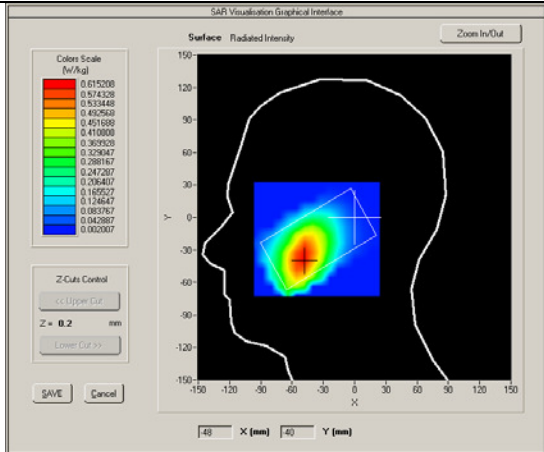 SAR Visualisation Graphical Interface
Surface Radiated Intensity
Zoom In/Out
Colors Scale
(W/kg)
0.615208
0.574328
0.533448
0.492568
0.451688
0.410808
0.369928
0.329047
0.288167
0.247287
0.206407
0.165527
0.124647
0.083767
0.042887
0.002007
Z-Cuts Control
<< Upper Cut
Z = 0.2 mm
Lower Cut >>
SAVE Cancel
150-
120-
90-
60-
30-
Y 0-
-30-
-60-
-90-
-120-
-150-
-150 -120 -90 -60 -30 0 30 60 90 120 150
X
-48 X (mm) -40 Y (mm)